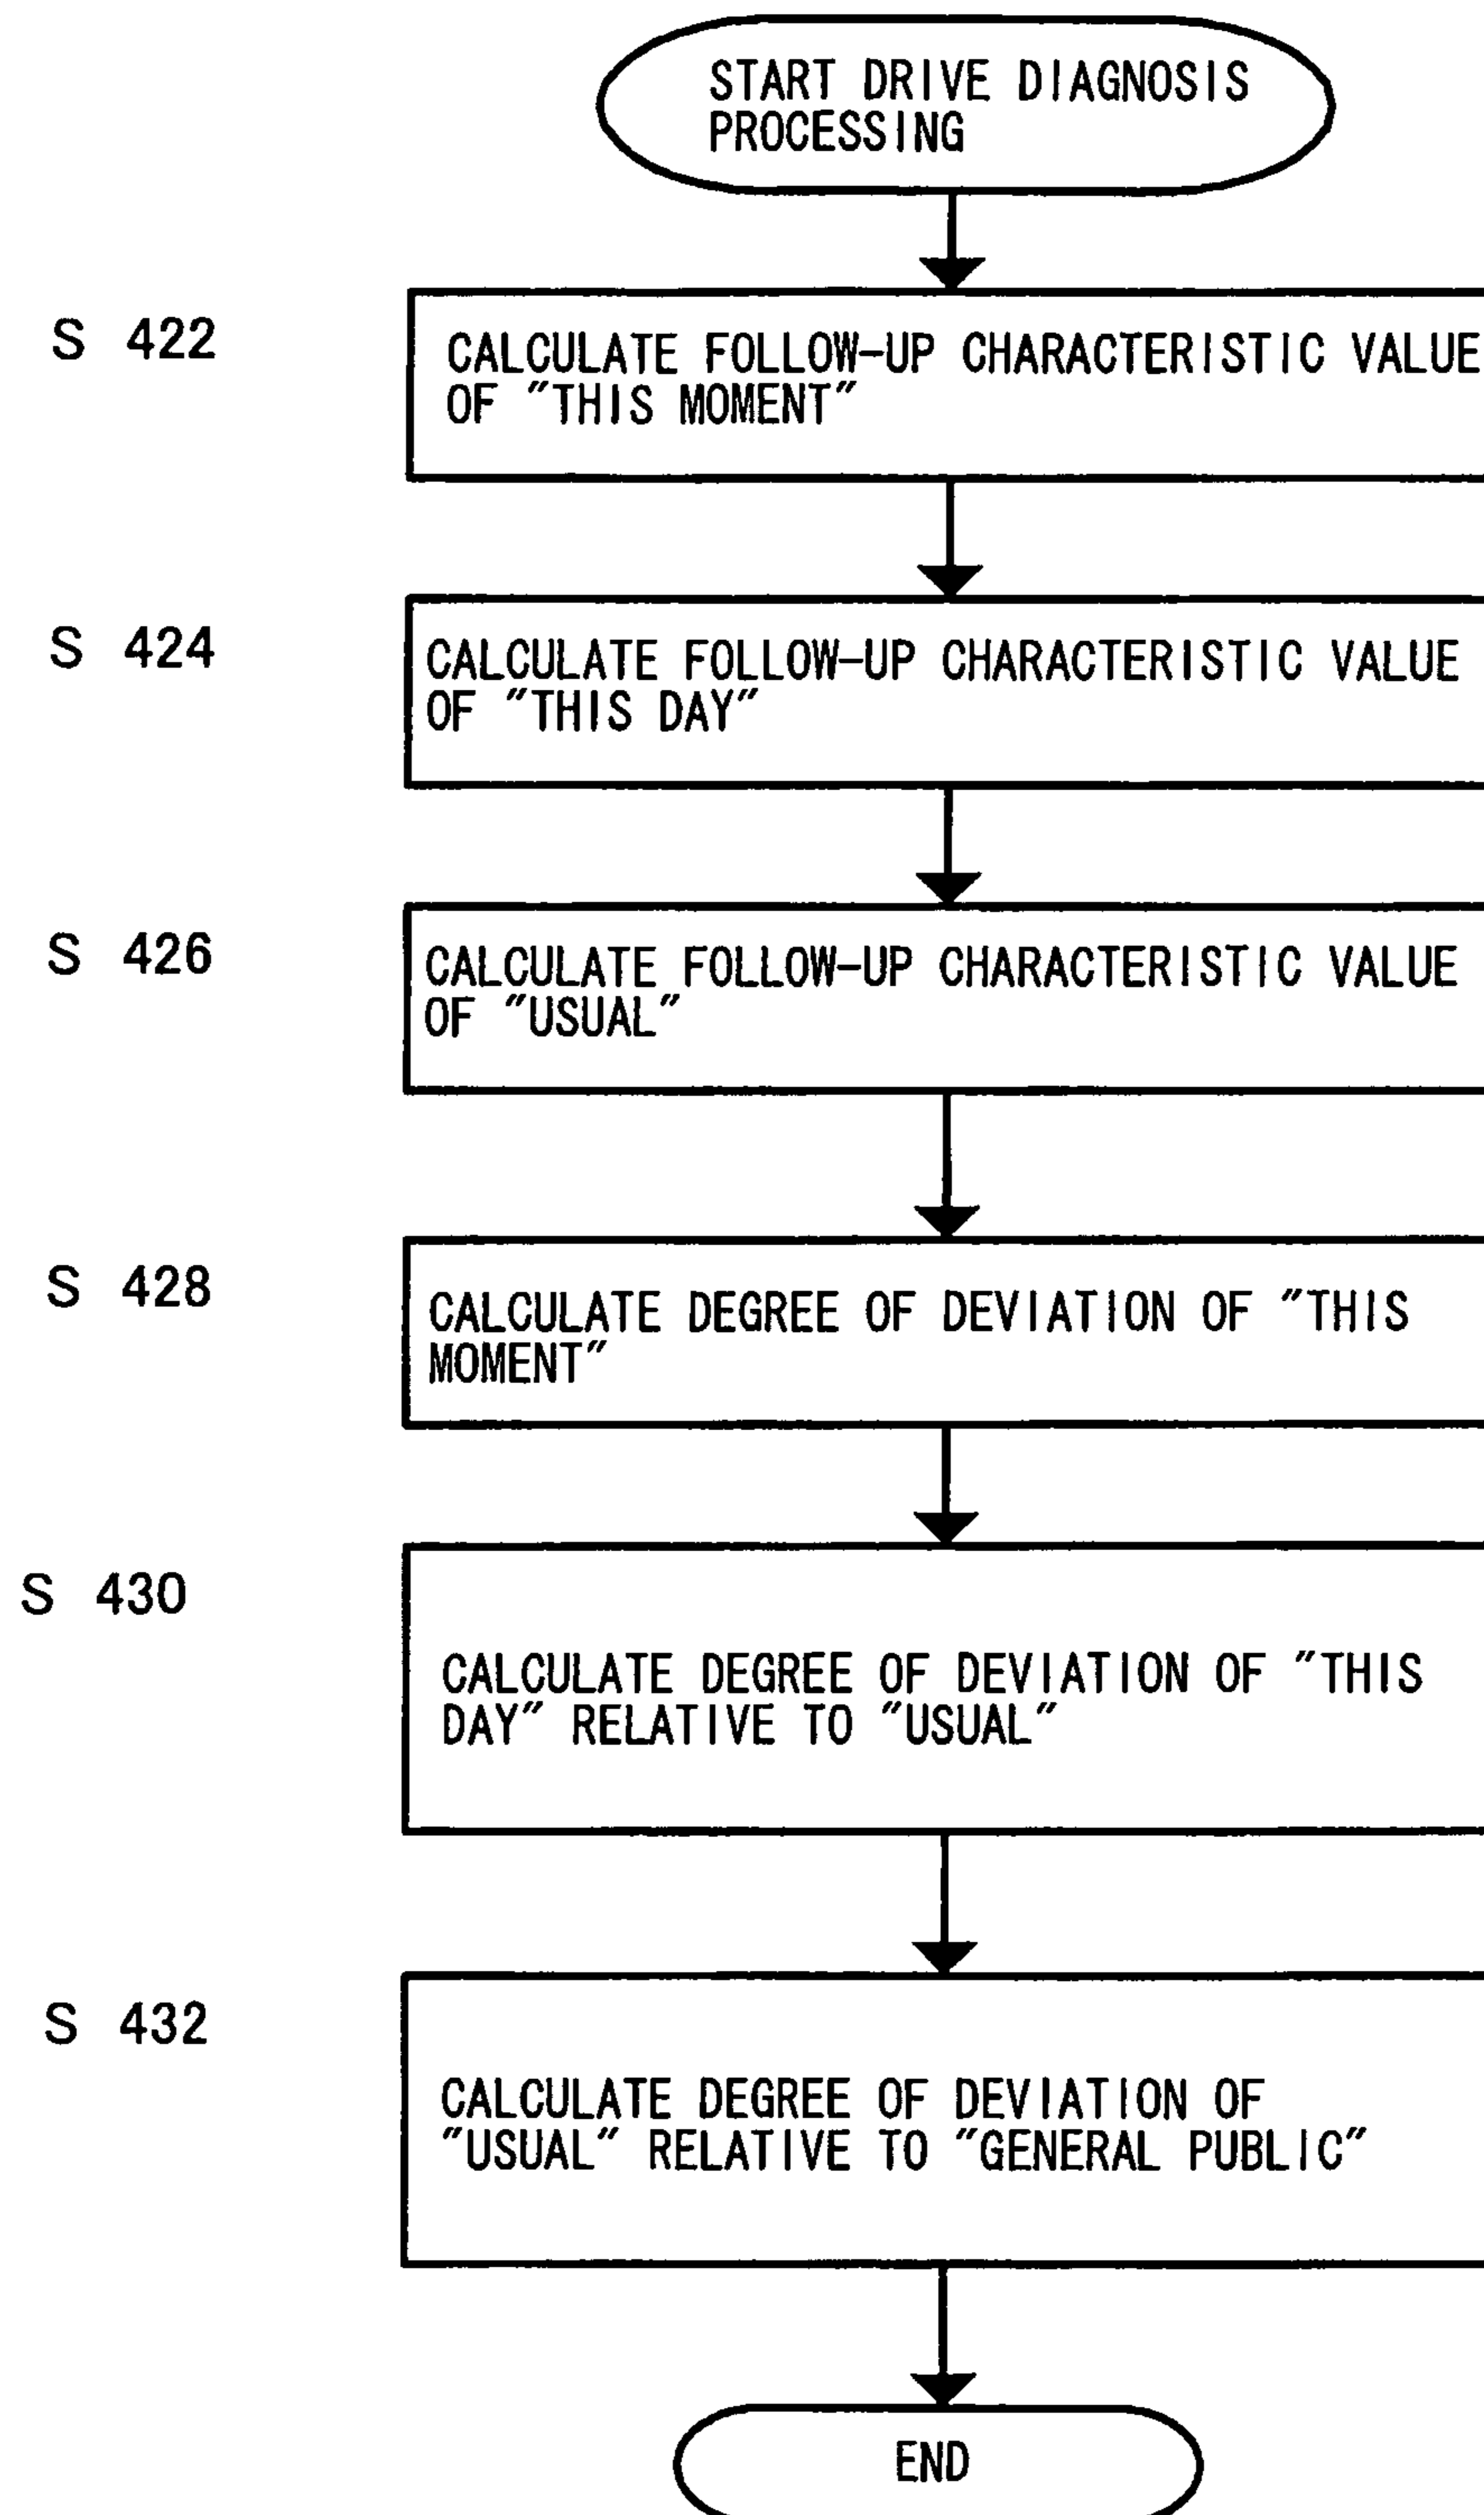 START DRIVE DIAGNOSIS
PROCESSING
S 422
CALCULATE FOLLOW-UP CHARACTERISTIC VALUE
OF "THIS MOMENT"
S 424
CALCULATE FOLLOW-UP CHARACTERISTIC VALUE
OF "THIS DAY"
S 426
CALCULATE FOLLOW-UP CHARACTERISTIC VALUE
OF "USUAL"
S 428
CALCULATE DEGREE OF DEVIATION OF "THIS
MOMENT"
S 430
CALCULATE DEGREE OF DEVIATION OF "THIS
DAY" RELATIVE TO "USUAL"
S 432
CALCULATE DEGREE OF DEVIATION OF
"USUAL" RELATIVE TO "GENERAL PUBLIC"
END